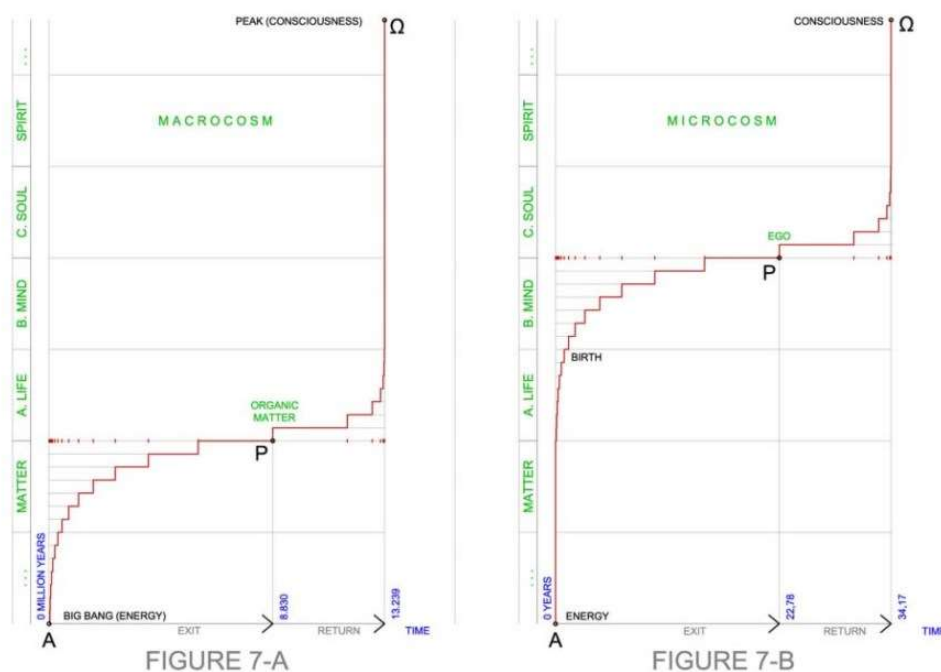 PEAK (CONSCIOUSNESS)
Ω
...
SPIRIT
MACROCOSM
C. SOUL
B. MIND
A. LIFE
ORGANIC
MATTER
P
MATTER
...
0 MILLION YEARS
BIG BANG (ENERGY)
8.830
13.239
A
EXIT
RETURN
TIME
FIGURE 7-A
CONSCIOUSNESS
Ω
...
SPIRIT
MICROCOSM
C. SOUL
EGO
P
B. MIND
BIRTH
A. LIFE
MATTER
...
0 YEARS
ENERGY
22,78
34,17
A
EXIT
RETURN
TIME
FIGURE 7-B